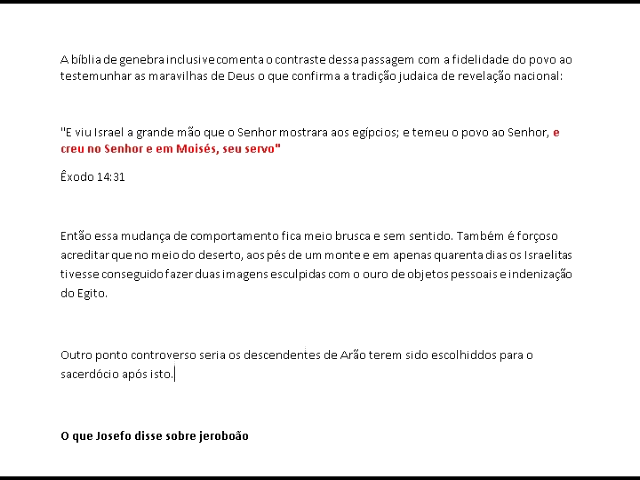 A bíblia de genebra inclusive comenta o contraste dessa passagem com a fidelidade do povo ao
testemunhar as maravilhas de Deus o que confirma a tradição judaica de revelação nacional:
"E viu Israel a grande mão que o Senhor mostrara aos egípcios; e temeu o povo ao Senhor, e
creu no Senhor e em Moisés, seu servo"
Êxodo 14:31
Então essa mudança de comportamento fica meio brusca e sem sentido. Também é forçoso
acreditar que no meio do deserto, aos pés de um monte e em apenas quarenta dias os Israelitas
tivesse conseguido fazer duas imagens esculpidas com o ouro de objetos pessoais e indenização
do Egito.
Outro ponto controverso seria os descendentes de Arão terem sido escolhiddos para o
sacerdócio após isto.
O que Josefo disse sobre jeroboão